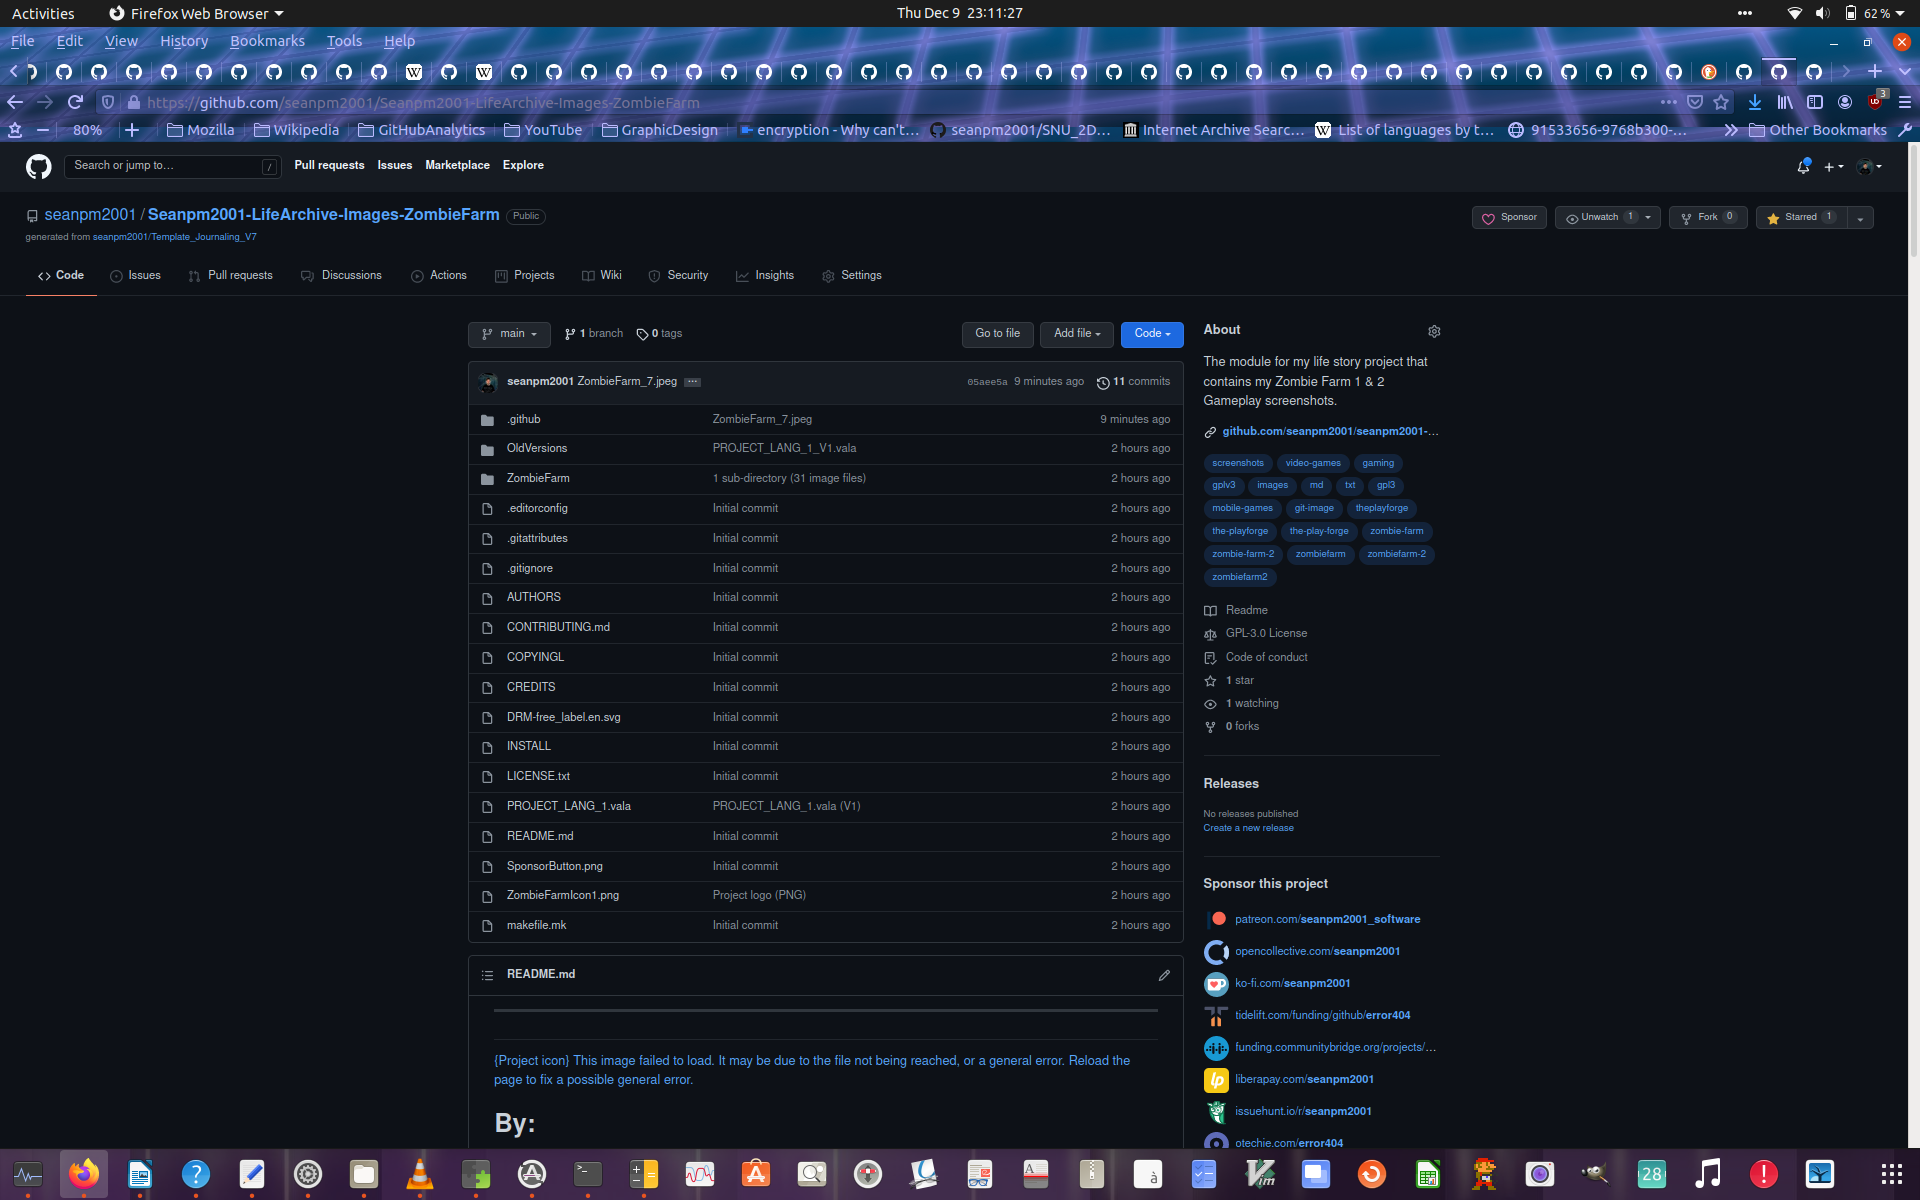 Activities
Firefox Web Browser
Thu Dec 9 23:11:27
62 %
File Edit View History Bookmarks Tools Help
https://github.com/seanpm2001/Seanpm2001-LifeArchive-Images-ZombieFarm
3
80%
Mozilla
Wikipedia
GitHubAnalytics
YouTube
GraphicDesign
encryption - Why can't...
seanpm2001/SNU_2D...
Internet Archive Searc...
List of languages by t...
91533656-9768b300-...
Other Bookmarks
Search or jump to... /
Pull requests Issues Marketplace Explore
seanpm2001 / Seanpm2001-LifeArchive-Images-ZombieFarm Public
generated from seanpm2001/Template_Journaling_V7
Sponsor
Unwatch 1
Fork 0
Starred 1
Code
Issues
Pull requests
Discussions
Actions
Projects
Wiki
Security
Insights
Settings
main
1 branch
0 tags
Go to file
Add file
Code
seanpm2001 ZombieFarm_7.jpeg ... 05aee5a 9 minutes ago 11 commits
.github ZombieFarm_7.jpeg 9 minutes ago
OldVersions PROJECT_LANG_1_V1.vala 2 hours ago
ZombieFarm 1 sub-directory (31 image files) 2 hours ago
.editorconfig Initial commit 2 hours ago
.gitattributes Initial commit 2 hours ago
.gitignore Initial commit 2 hours ago
AUTHORS Initial commit 2 hours ago
CONTRIBUTING.md Initial commit 2 hours ago
COPYINGL Initial commit 2 hours ago
CREDITS Initial commit 2 hours ago
DRM-free_label.en.svg Initial commit 2 hours ago
INSTALL Initial commit 2 hours ago
LICENSE.txt Initial commit 2 hours ago
PROJECT_LANG_1.vala PROJECT_LANG_1.vala (V1) 2 hours ago
README.md Initial commit 2 hours ago
SponsorButton.png Initial commit 2 hours ago
ZombieFarmIcon1.png Project logo (PNG) 2 hours ago
makefile.mk Initial commit 2 hours ago
README.md
{Project icon} This image failed to load. It may be due to the file not being reached, or a general error. Reload the
page to fix a possible general error.
By:
About
The module for my life story project that
contains my Zombie Farm 1 & 2
Gameplay screenshots.
github.com/seanpm2001/seanpm2001-...
screenshots video-games gaming
gplv3 images md txt gpl3
mobile-games git-image theplayforge
the-playforge the-play-forge zombie-farm
zombie-farm-2 zombiefarm zombiefarm-2
zombiefarm2
Readme
GPL-3.0 License
Code of conduct
1 star
1 watching
0 forks
Releases
No releases published
Create a new release
Sponsor this project
patreon.com/seanpm2001_software
opencollective.com/seanpm2001
ko-fi.com/seanpm2001
tidelift.com/funding/github/error404
funding.communitybridge.org/projects/...
liberapay.com/seanpm2001
issuehunt.io/r/seanpm2001
otechie.com/error404
28